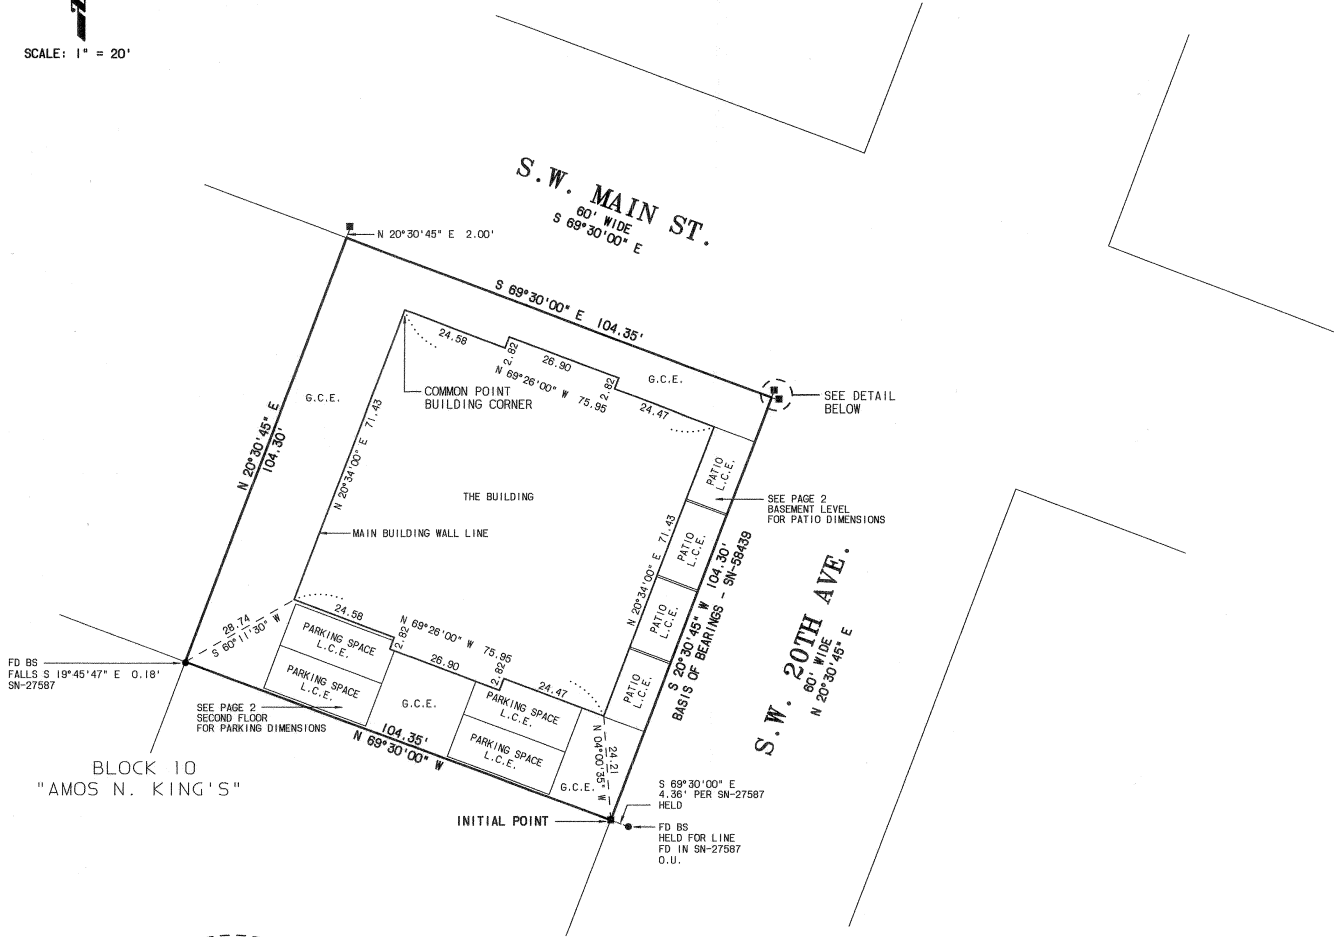 SCALE: 1" = 20'
S.W. MAIN ST.
60' WIDE
S 69°30'00" E
N 20°30'45" E 2.00'
S 69°30'00" E 104.35'
24.58
2.82
26.90
2.82
N 69°26'00" W 75.95
24.47
G.C.E.
COMMON POINT
BUILDING CORNER
SEE DETAIL
BELOW
G.C.E.
N 20°30'45" E
104.30'
N 20°34'00" E 71.43
THE BUILDING
MAIN BUILDING WALL LINE
PATIO
L.C.E.
SEE PAGE 2
BASEMENT LEVEL
FOR PATIO DIMENSIONS
PATIO
L.C.E.
PATIO
L.C.E.
PATIO
L.C.E.
N 20°34'00" E 71.43
S 20°30'45" W 104.30'
BASIS OF BEARINGS - SN-58439
S.W. 20TH AVE.
60' WIDE
N 20°30'45" E
28.74
S 60°11'30" W
24.58
2.82
N 69°26'00" W 75.95
26.90
2.82
24.47
PARKING SPACE
L.C.E.
PARKING SPACE
L.C.E.
G.C.E.
PARKING SPACE
L.C.E.
PARKING SPACE
L.C.E.
G.C.E.
24.21
N 04°00'35" W
FD BS
FALLS S 19°45'47" E 0.18'
SN-27587
SEE PAGE 2
SECOND FLOOR
FOR PARKING DIMENSIONS
104.35'
N 69°30'00" W
BLOCK 10
"AMOS N. KING'S"
INITIAL POINT
S 69°30'00" E
4.36' PER SN-27587
HELD
FD BS
HELD FOR LINE
FD IN SN-27587
O.U.